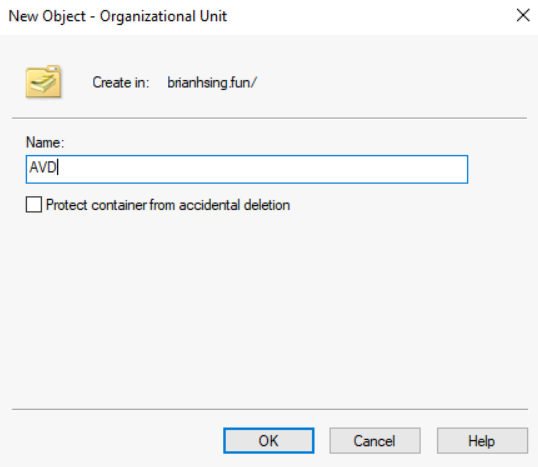 New Object - Organizational Unit
Create in: brianhsing.fun/
Name:
AVD
Protect container from accidental deletion
OK Cancel Help